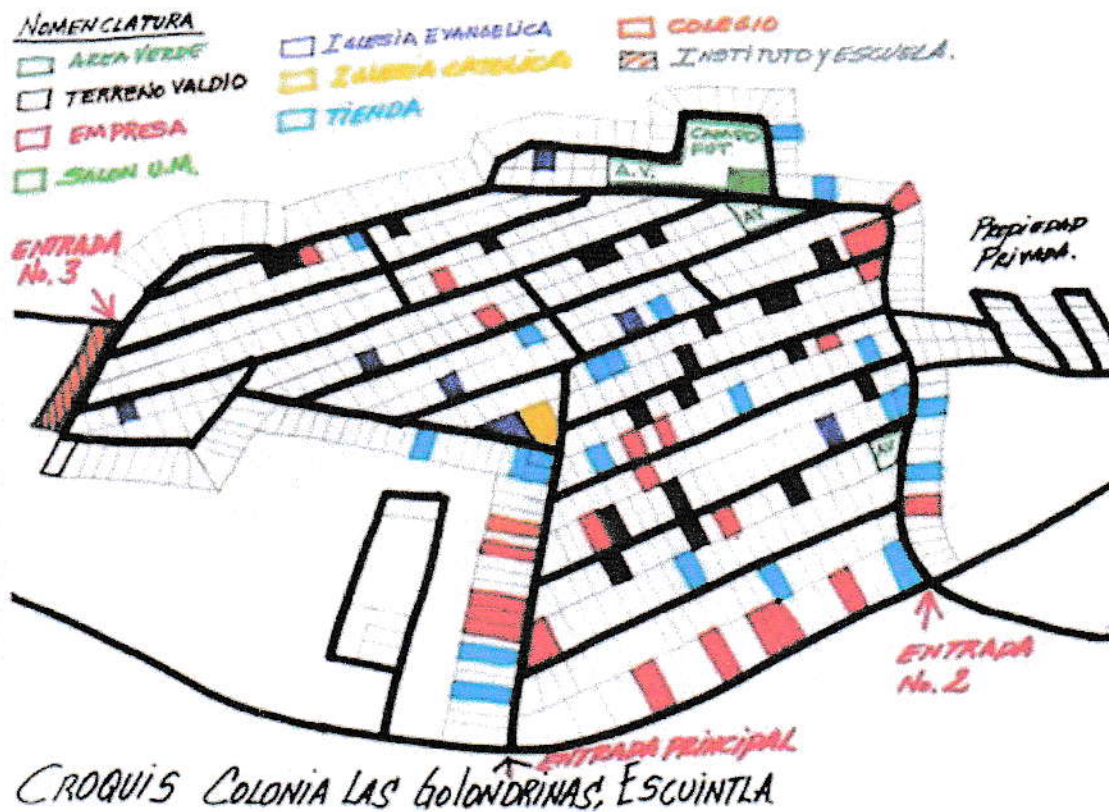 NOMENCLATURA
AREA VERDE
TERRENO VALDIO
EMPRESA
SALON U.M.
IGLESIA EVANGELICA
IGLESIA CATOLICA
TIENDA
COLEGIO
INSTITUTO Y ESCUELA.
CAMPO
FUT
A.V.
AV
ENTRADA
No. 3
PROPIEDAD
PRIVADA.
AV
ENTRADA
No. 2
ENTRADA PRINCIPAL
CROQUIS COLONIA LAS GOLONDRINAS, ESCUINTLA